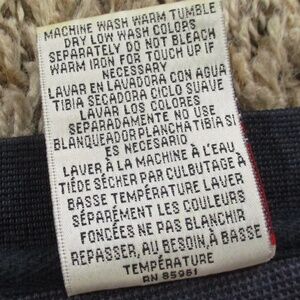 MACHINE WASH WARM TUMBLE
DRY LOW WASH COLORS
SEPARATELY DO NOT BLEACH
WARM IRON FOR TOUCH UP IF
NECESSARY
LAVAR EN LAVADORA CON AGUA
TIBIA SECADORA CICLO SUAVE
LAVAR LOS COLORES
SEPARADAMENTE NO USE
BLANQUEADOR PLANCHA TIBIA SI
ES NECESARIO
LAVER À LA MACHINE À L'EAU
TIÈDE SÉCHER PAR CULBUTAGE À
BASSE TEMPÉRATURE LAVER
SÉPARÉMENT LES COULEURS
FONCÉES NE PAS BLANCHIR
REPASSER, AU BESOIN, À BASSE
TEMPÉRATURE
RN 85961